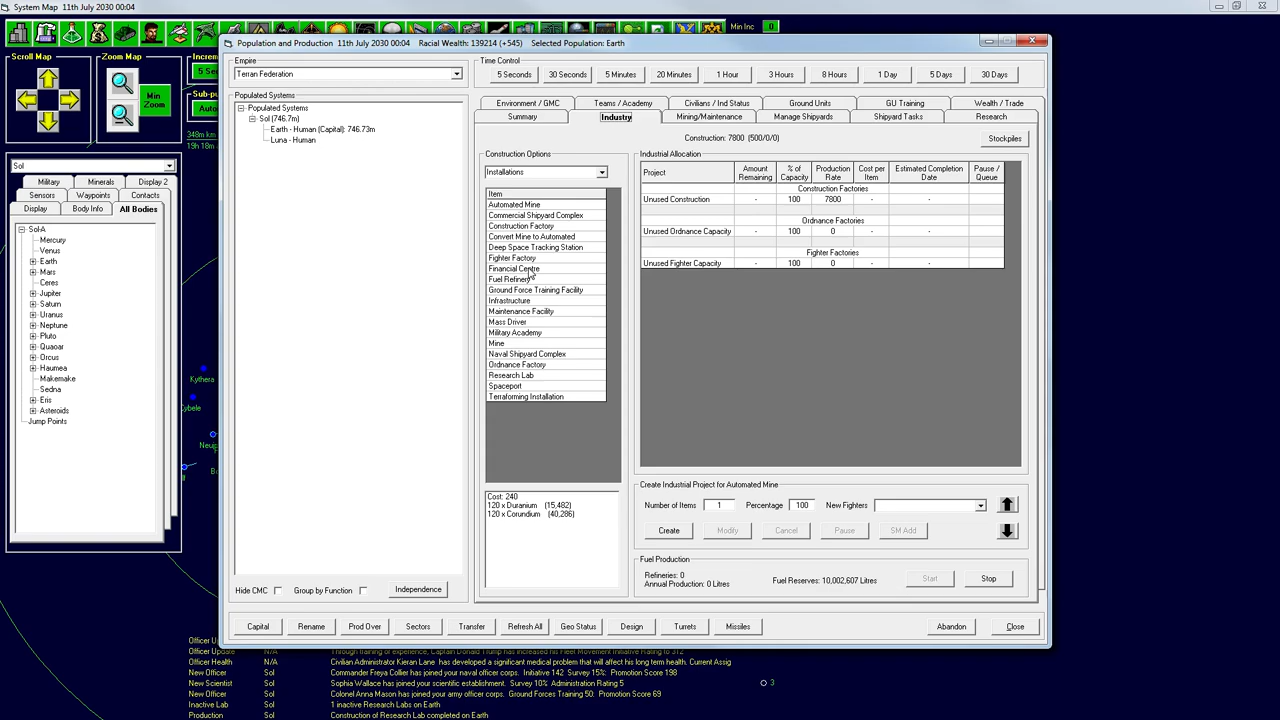 System Map  11th July 2030 00:04
Min Inc
0
Scroll Map
Zoom Map
Min
Zoom
5 Se
Auto
348m k
19h 18m
Sol
Military
Minerals
Display 2
Sensors
Waypoints
Contacts
Display
Body Info
All Bodies
Sol-A
Mercury
Venus
Earth
Mars
Ceres
Jupiter
Saturn
Uranus
Neptune
Pluto
Quaoar
Orcus
Haumea
Makemake
Sedna
Eris
Asteroids
Jump Points
Kythera
Population and Production  11th July 2030 00:04  Racial Wealth: 139214 (+545)  Selected Population: Earth
Empire
Terran Federation
Populated Systems
Populated Systems
Sol (746.7m)
Earth - Human (Capital): 746.73m
Luna - Human
Hide CMC
Group by Function
Independence
Time Control
5 Seconds
30 Seconds
5 Minutes
20 Minutes
1 Hour
3 Hours
8 Hours
1 Day
5 Days
30 Days
Environment / GMC
Teams / Academy
Civilians / Ind Status
Ground Units
GU Training
Wealth / Trade
Summary
Industry
Mining/Maintenance
Manage Shipyards
Shipyard Tasks
Research
Construction: 7800  (500/0/0)
Stockpiles
Construction Options
Installations
Item
Automated Mine
Commercial Shipyard Complex
Construction Factory
Convert Mine to Automated
Deep Space Tracking Station
Fighter Factory
Financial Centre
Fuel Refinery
Ground Force Training Facility
Infrastructure
Maintenance Facility
Mass Driver
Military Academy
Mine
Naval Shipyard Complex
Ordnance Factory
Research Lab
Spaceport
Terraforming Installation
Cost: 240
120 x Duranium (15,482)
120 x Corundium (40,286)
Industrial Allocation
Project
Amount Remaining
% of Capacity
Production Rate
Cost per Item
Estimated Completion Date
Pause / Queue
Construction Factories
Unused Construction - 100 7800 - -
Ordnance Factories
Unused Ordnance Capacity - 100 0 - -
Fighter Factories
Unused Fighter Capacity - 100 0 - -
Create Industrial Project for Automated Mine
Number of Items 1 Percentage 100 New Fighters
Create
Modify
Cancel
Pause
SM Add
Fuel Production
Refineries: 0
Annual Production: 0 Litres
Fuel Reserves: 10,002,607 Litres
Start
Stop
Capital
Rename
Prod Over
Sectors
Transfer
Refresh All
Geo Status
Design
Turrets
Missiles
Abandon
Close
Officer Update N/A Through training or experience, Captain Donald Trump has increased his Fleet Movement Initiative Rating to 312
Officer Health N/A Civilian Administrator Kieran Lane has developed a significant medical problem that will affect his long term health. Current Assig
New Officer Sol Commander Freya Collier has joined your naval officer corps. Initiative 142 Survey 15% Promotion Score 198
New Scientist Sol Sophia Wallace has joined your scientific establishment. Survey 10% Administration Rating 5
New Officer Sol Colonel Anna Mason has joined your army officer corps. Ground Forces Training 50 Promotion Score 69
Inactive Lab Sol 1 inactive Research Labs on Earth
Production Sol Construction of Research Lab completed on Earth
3